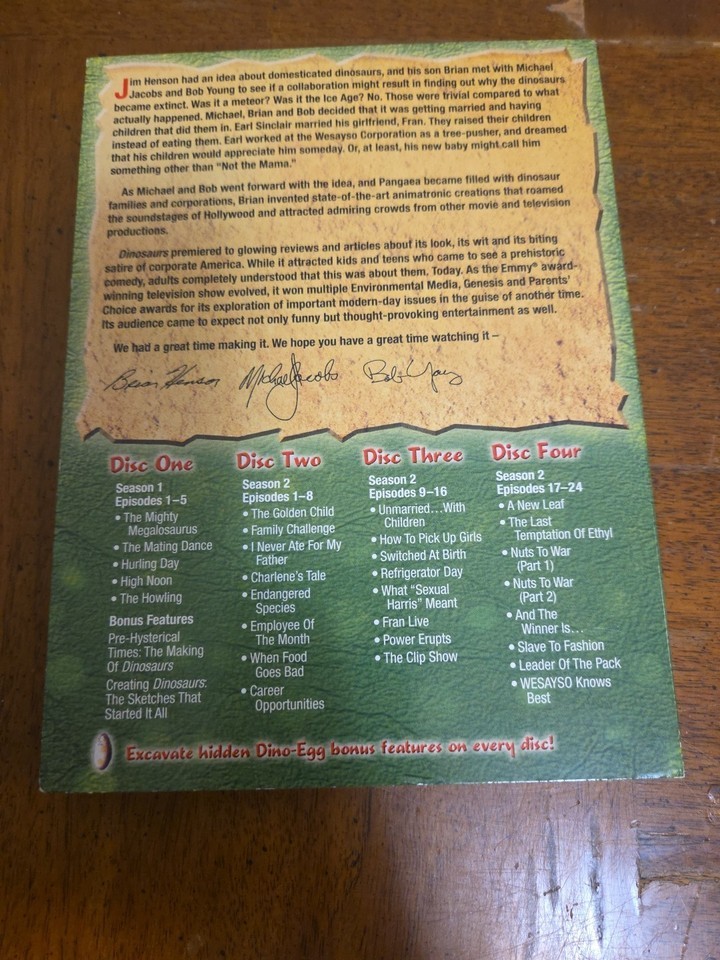 Jim Henson had an idea about domesticated dinosaurs, and his son Brian met with Michael
Jacobs and Bob Young to see if a collaboration might result in finding out why the dinosaurs
became extinct. Was it a meteor? Was it the Ice Age? No. Those were trivial compared to what
actually happened. Michael, Brian and Bob decided that it was getting married and having
children that did them in. Earl Sinclair married his girlfriend, Fran. They raised their children
instead of eating them. Earl worked at the Wesayso Corporation as a tree-pusher, and dreamed
that his children would appreciate him someday. Or, at least, his new baby might call him
something other than "Not the Mama."
As Michael and Bob went forward with the idea, and Pangaea became filled with dinosaur
families and corporations, Brian invented state-of-the-art animatronic creations that roamed
the soundstages of Hollywood and attracted admiring crowds from other movie and television
productions.
Dinosaurs premiered to glowing reviews and articles about its look, its wit and its biting
satire of corporate America. While it attracted kids and teens who came to see a prehistoric
comedy, adults completely understood that this was about them. Today. As the Emmy® award-
winning television show evolved, it won multiple Environmental Media, Genesis and Parents'
Choice awards for its exploration of important modern-day issues in the guise of another time.
Its audience came to expect not only funny but thought-provoking entertainment as well.
We had a great time making it. We hope you have a great time watching it –
Brian Henson Michael Jacobs Bob Young
Disc One
Season 1
Episodes 1–5
• The Mighty
Megalosaurus
• The Mating Dance
• Hurling Day
• High Noon
• The Howling
Bonus Features
Pre-Hysterical
Times: The Making
Of Dinosaurs
Creating Dinosaurs:
The Sketches That
Started It All
Disc Two
Season 2
Episodes 1–8
• The Golden Child
• Family Challenge
• I Never Ate For My
Father
• Charlene's Tale
• Endangered
Species
• Employee Of
The Month
• When Food
Goes Bad
• Career
Opportunities
Disc Three
Season 2
Episodes 9–16
• Unmarried...With
Children
• How To Pick Up Girls
• Switched At Birth
• Refrigerator Day
• What "Sexual
Harris" Meant
• Fran Live
• Power Erupts
• The Clip Show
Disc Four
Season 2
Episodes 17–24
• A New Leaf
• The Last
Temptation Of Ethyl
• Nuts To War
(Part 1)
• Nuts To War
(Part 2)
• And The
Winner Is...
• Slave To Fashion
• Leader Of The Pack
• WESAYSO Knows
Best
Excavate hidden Dino-Egg bonus features on every disc!